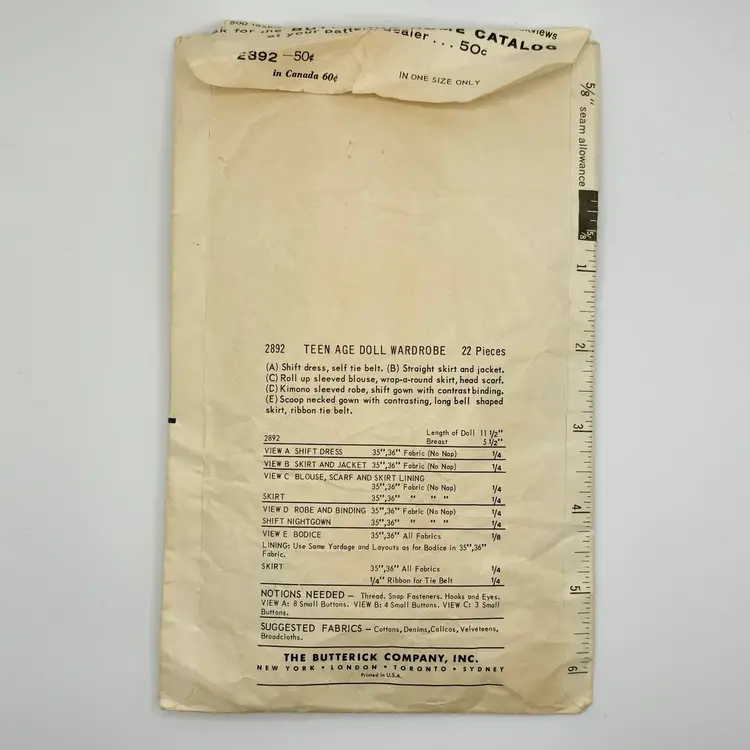 CATALOG
at your pattern dealer . . . 50c
2892 — 50¢
in Canada 60¢
IN ONE SIZE ONLY
5/8" seam allowance
5/8
1
2
3
4
5
6
2892 TEEN AGE DOLL WARDROBE 22 Pieces
(A) Shift dress, self tie belt. (B) Straight skirt and jacket.
(C) Roll up sleeved blouse, wrap-a-round skirt, head scarf.
(D) Kimono sleeved robe, shift gown with contrast binding.
(E) Scoop necked gown with contrasting, long bell shaped
skirt, ribbon tie belt.
Length of Doll 11 1/2"
2892 Breast 5 1/2"
VIEW A SHIFT DRESS 35",36" Fabric (No Nap) 1/4
VIEW B SKIRT AND JACKET 35",36" Fabric (No Nap) 1/4
VIEW C BLOUSE, SCARF AND SKIRT LINING
35",36" Fabric (No Nap) 1/4
SKIRT 35",36" " " " 1/4
VIEW D ROBE AND BINDING 35",36" Fabric (No Nap) 1/4
SHIFT NIGHTGOWN 35",36" " " " 1/4
VIEW E BODICE 35",36" All Fabrics 1/8
LINING: Use Same Yardage and Layouts as for Bodice in 35",36"
Fabric.
SKIRT 35",36" All Fabrics 1/4
1/4" Ribbon for Tie Belt 1/4
NOTIONS NEEDED — Thread. Snap Fasteners. Hooks and Eyes.
VIEW A: 8 Small Buttons. VIEW B: 4 Small Buttons. VIEW C: 3 Small
Buttons.
SUGGESTED FABRICS — Cottons, Denims, Calicos, Velveteens,
Broadcloths.
THE BUTTERICK COMPANY, INC.
NEW YORK • LONDON • TORONTO • SYDNEY
Printed in U.S.A.